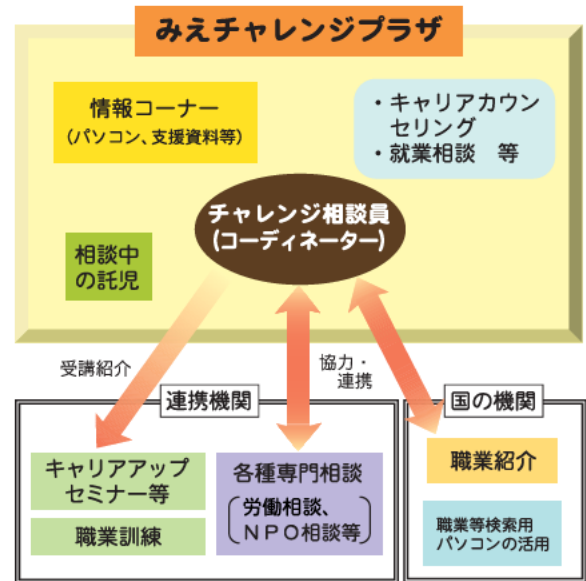 みえチャレンジプラザ
情報コーナー
(パソコン、支援資料等)
・キャリアカウン
セリング
・就業相談 等
チャレンジ相談員
(コーディネーター)
相談中
の託児
受講紹介
協力・
連携
連携機関
キャリアアップ
セミナー等
職業訓練
各種専門相談
労働相談、
NPO相談等
国の機関
職業紹介
職業等検索用
パソコンの活用